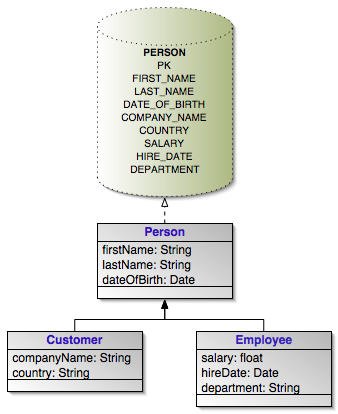 PERSON
PK
FIRST_NAME
LAST_NAME
DATE_OF_BIRTH
COMPANY_NAME
COUNTRY
SALARY
HIRE_DATE
DEPARTMENT
Person
firstName: String
lastName: String
dateOfBirth: Date
Customer
companyName: String
country: String
Employee
salary: float
hireDate: Date
department: String